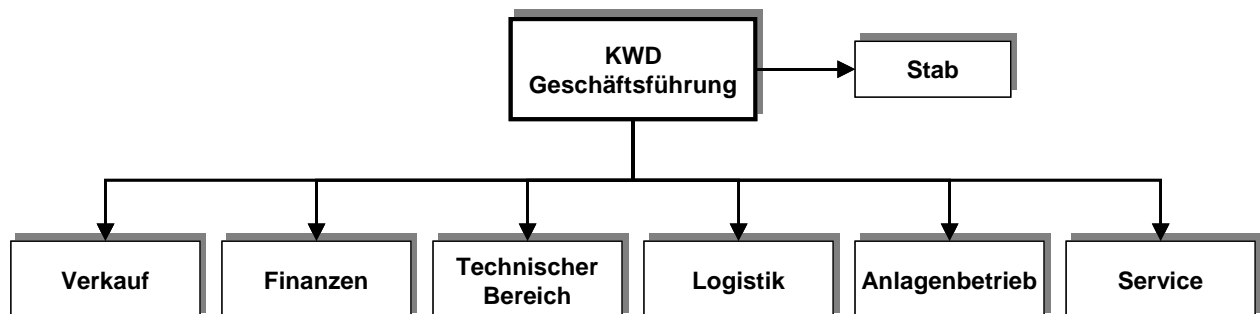 KWD
Geschäftsführung
Stab
Verkauf
Finanzen
Technischer
Bereich
Logistik
Anlagenbetrieb
Service